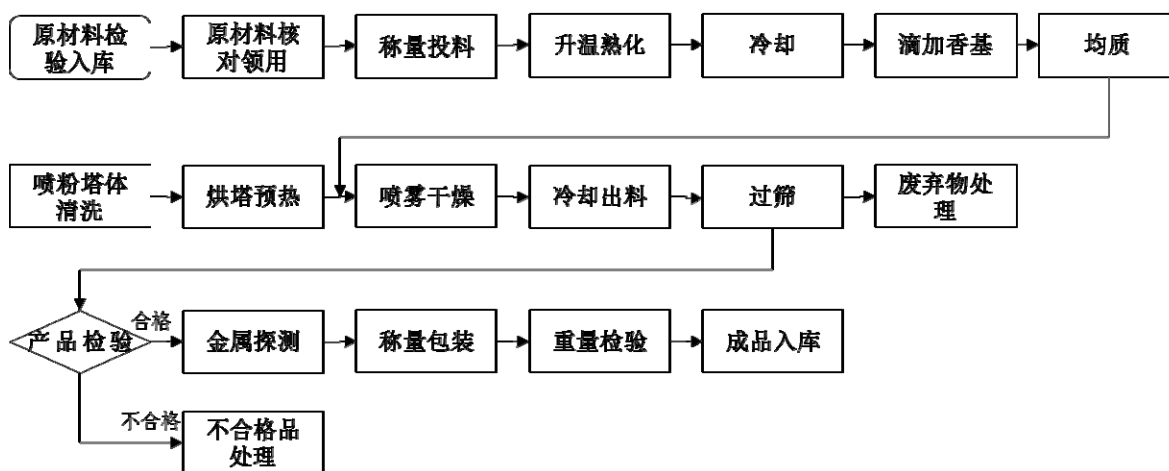 原材料检
验入库
原材料核
对领用
称量投料
升温熟化
冷却
滴加香基
均质
喷粉塔体
清洗
烘塔预热
喷雾干燥
冷却出料
过筛
废弃物处
理
产品检验
合格
金属探测
称量包装
重量检验
成品入库
不合格
不合格品
处理